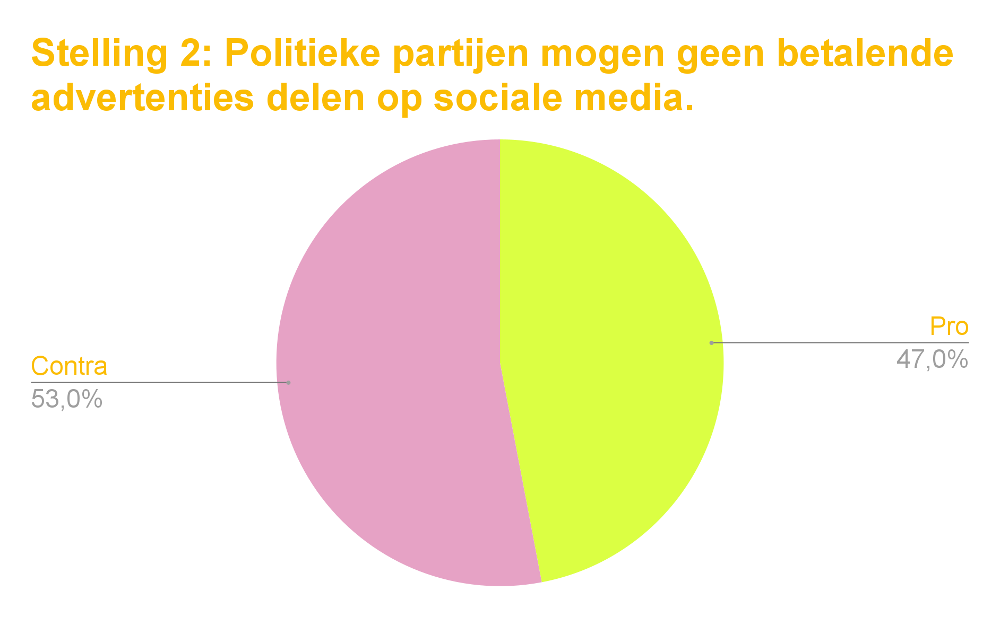 Stelling 2: Politieke partijen mogen geen betalende
advertenties delen op sociale media.
Pro
47,0%
Contra
53,0%